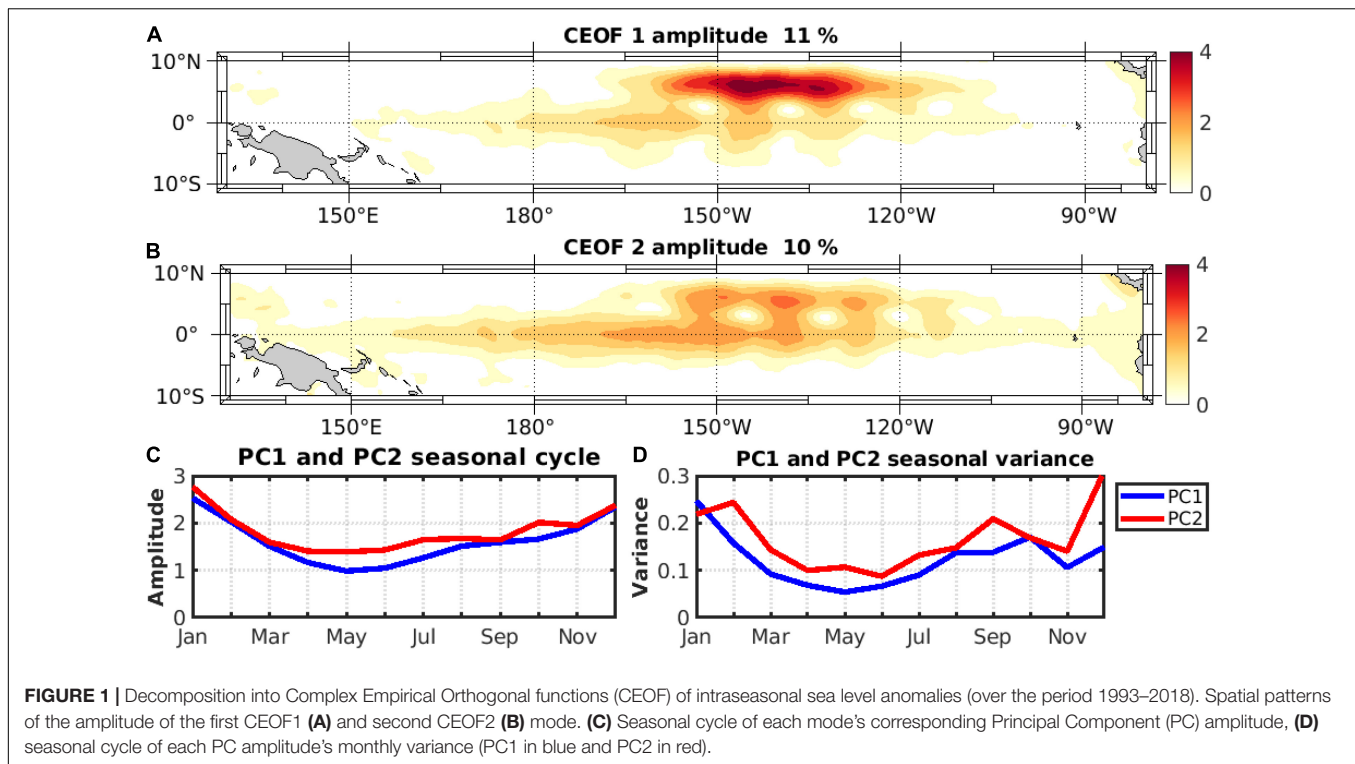 A
CEOF 1 amplitude 11 %
10°N
0°
10°S
150°E 180° 150°W 120°W 90°W
4
2
0
B
CEOF 2 amplitude 10 %
10°N
0°
10°S
150°E 180° 150°W 120°W 90°W
4
2
0
C
PC1 and PC2 seasonal cycle
Amplitude
3
2
1
0
Jan Mar May Jul Sep Nov
D
PC1 and PC2 seasonal variance
Variance
0.3
0.2
0.1
0
Jan Mar May Jul Sep Nov
PC1
PC2
FIGURE 1 | Decomposition into Complex Empirical Orthogonal functions (CEOF) of intraseasonal sea level anomalies (over the period 1993–2018). Spatial patterns
of the amplitude of the first CEOF1 (A) and second CEOF2 (B) mode. (C) Seasonal cycle of each mode's corresponding Principal Component (PC) amplitude, (D)
seasonal cycle of each PC amplitude's monthly variance (PC1 in blue and PC2 in red).